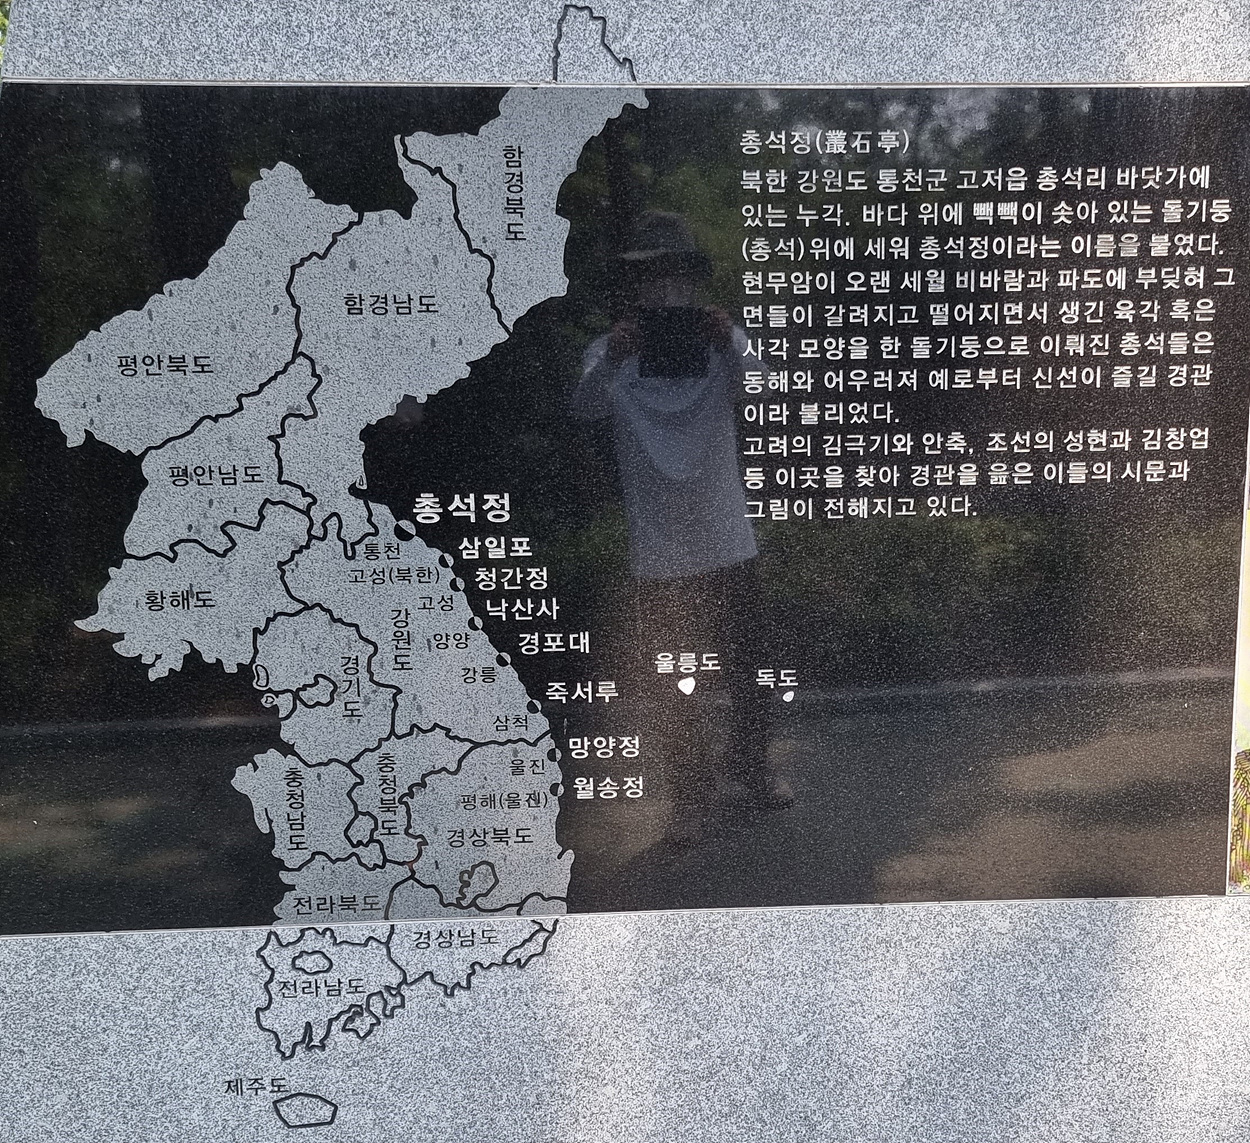 총석정(叢石亭)
북한 강원도 통천군 고저읍 총석리 바닷가에
있는 누각. 바다 위에 빽빽이 솟아 있는 돌기둥
(총석)위에 세워 총석정이라는 이름을 붙였다.
현무암이 오랜 세월 비바람과 파도에 부딪혀 그
면들이 갈려지고 떨어지면서 생긴 육각 혹은
사각 모양을 한 돌기둥으로 이뤄진 총석들은
동해와 어우러져 예로부터 신선이 즐길 경관
이라 불리었다.
고려의 김극기와 안축, 조선의 성현과 김창업
등 이곳을 찾아 경관을 읊은 이들의 시문과
그림이 전해지고 있다.
함경북도
함경남도
평안북도
평안남도
총석정
통천
삼일포
고성(북한)
청간정
황해도
고성
낙산사
강원도
양양
경포대
경기도
강릉
울릉도
독도
죽서루
삼척
망양정
울진
월송정
평해(울진)
충청남도
충청북도
경상북도
전라북도
경상남도
전라남도
제주도